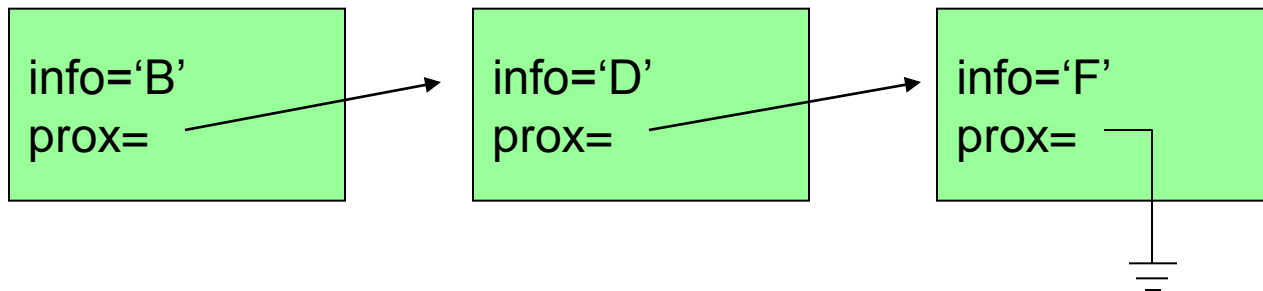 info=‘B’
prox=
info=‘D’
prox=
info=‘F’
prox=